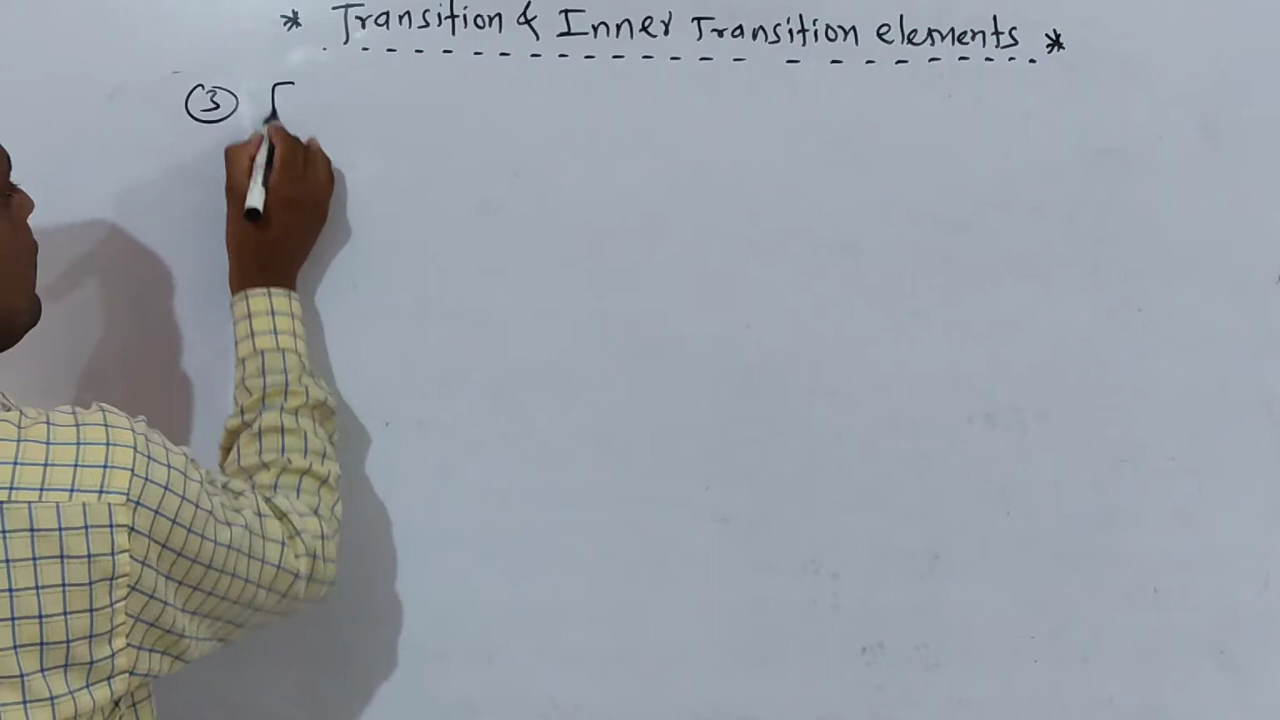 * Transition & Inner Transition elements *
③